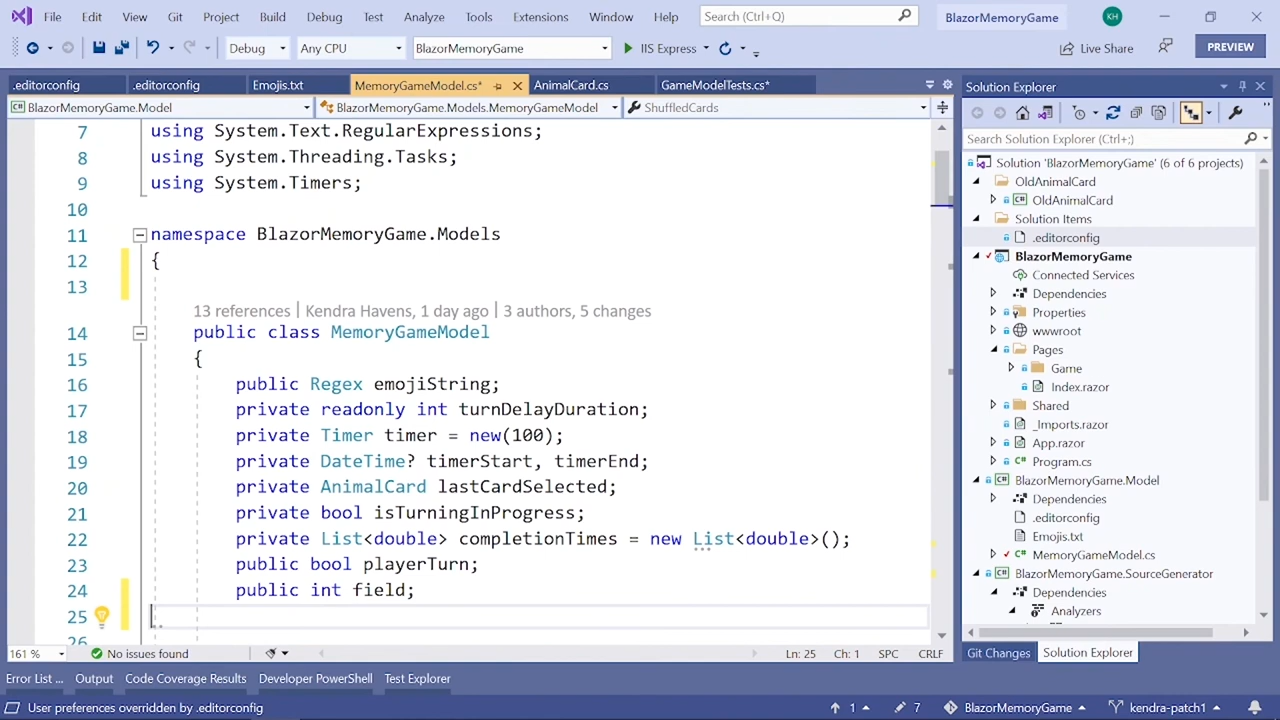 File Edit View Git Project Build Debug Test Analyze Tools Extensions Window Help Search (Ctrl+Q) BlazorMemoryGame KH
Debug Any CPU BlazorMemoryGame IIS Express Live Share PREVIEW
.editorconfig .editorconfig Emojis.txt MemoryGameModel.cs* AnimalCard.cs GameModelTests.cs*
BlazorMemoryGame.Model BlazorMemoryGame.Models.MemoryGameModel ShuffledCards
7 using System.Text.RegularExpressions;
8 using System.Threading.Tasks;
9 using System.Timers;
10
11 namespace BlazorMemoryGame.Models
12 {
13
13 references | Kendra Havens, 1 day ago | 3 authors, 5 changes
14 public class MemoryGameModel
15 {
16 public Regex emojiString;
17 private readonly int turnDelayDuration;
18 private Timer timer = new(100);
19 private DateTime? timerStart, timerEnd;
20 private AnimalCard lastCardSelected;
21 private bool isTurningInProgress;
22 private List<double> completionTimes = new List<double>();
23 public bool playerTurn;
24 public int field;
25
26
161 % No issues found Ln: 25 Ch: 1 SPC CRLF
Solution Explorer
Search Solution Explorer (Ctrl+;)
Solution 'BlazorMemoryGame' (6 of 6 projects)
OldAnimalCard
OldAnimalCard
Solution Items
.editorconfig
BlazorMemoryGame
Connected Services
Dependencies
Properties
wwwroot
Pages
Game
Index.razor
Shared
_Imports.razor
App.razor
Program.cs
BlazorMemoryGame.Model
Dependencies
.editorconfig
Emojis.txt
MemoryGameModel.cs
BlazorMemoryGame.SourceGenerator
Dependencies
Analyzers
Git Changes Solution Explorer
Error List ... Output Code Coverage Results Developer PowerShell Test Explorer
User preferences overridden by .editorconfig 1 7 BlazorMemoryGame kendra-patch1